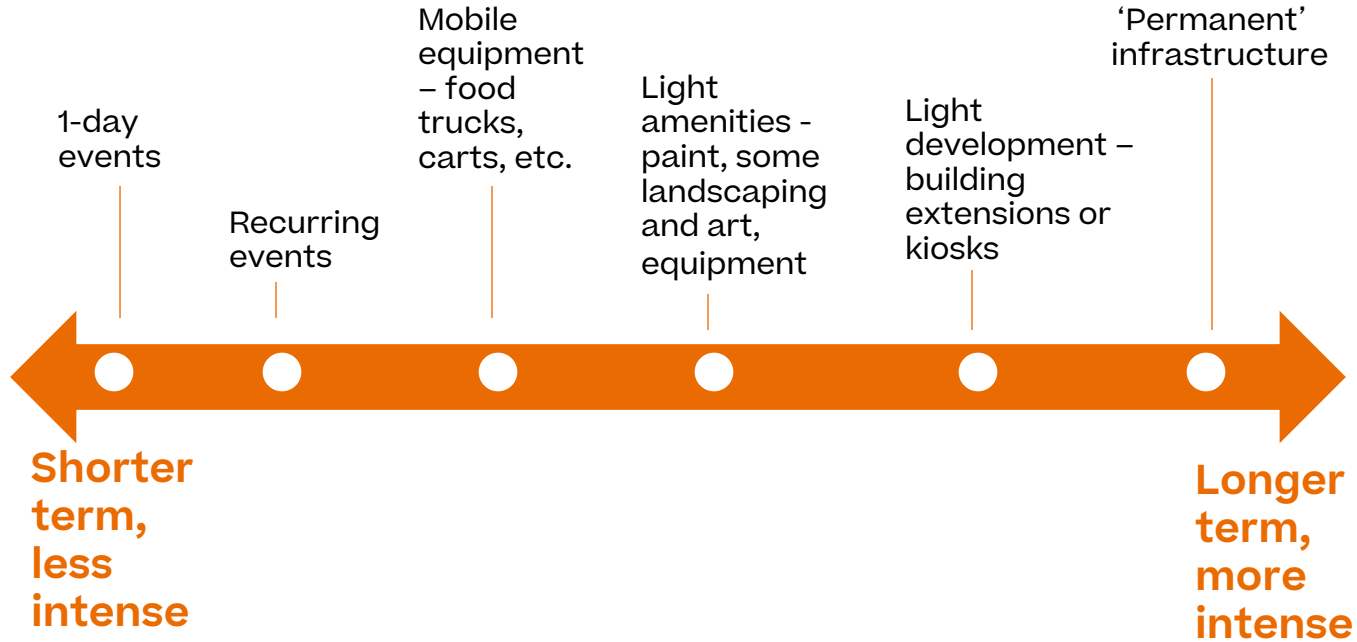 1-day
events
Recurring
events
Mobile
equipment
– food
trucks,
carts, etc.
Light
amenities -
paint, some
landscaping
and art,
equipment
Light
development –
building
extensions or
kiosks
‘Permanent’
infrastructure
Shorter
term,
less
intense
Longer
term,
more
intense